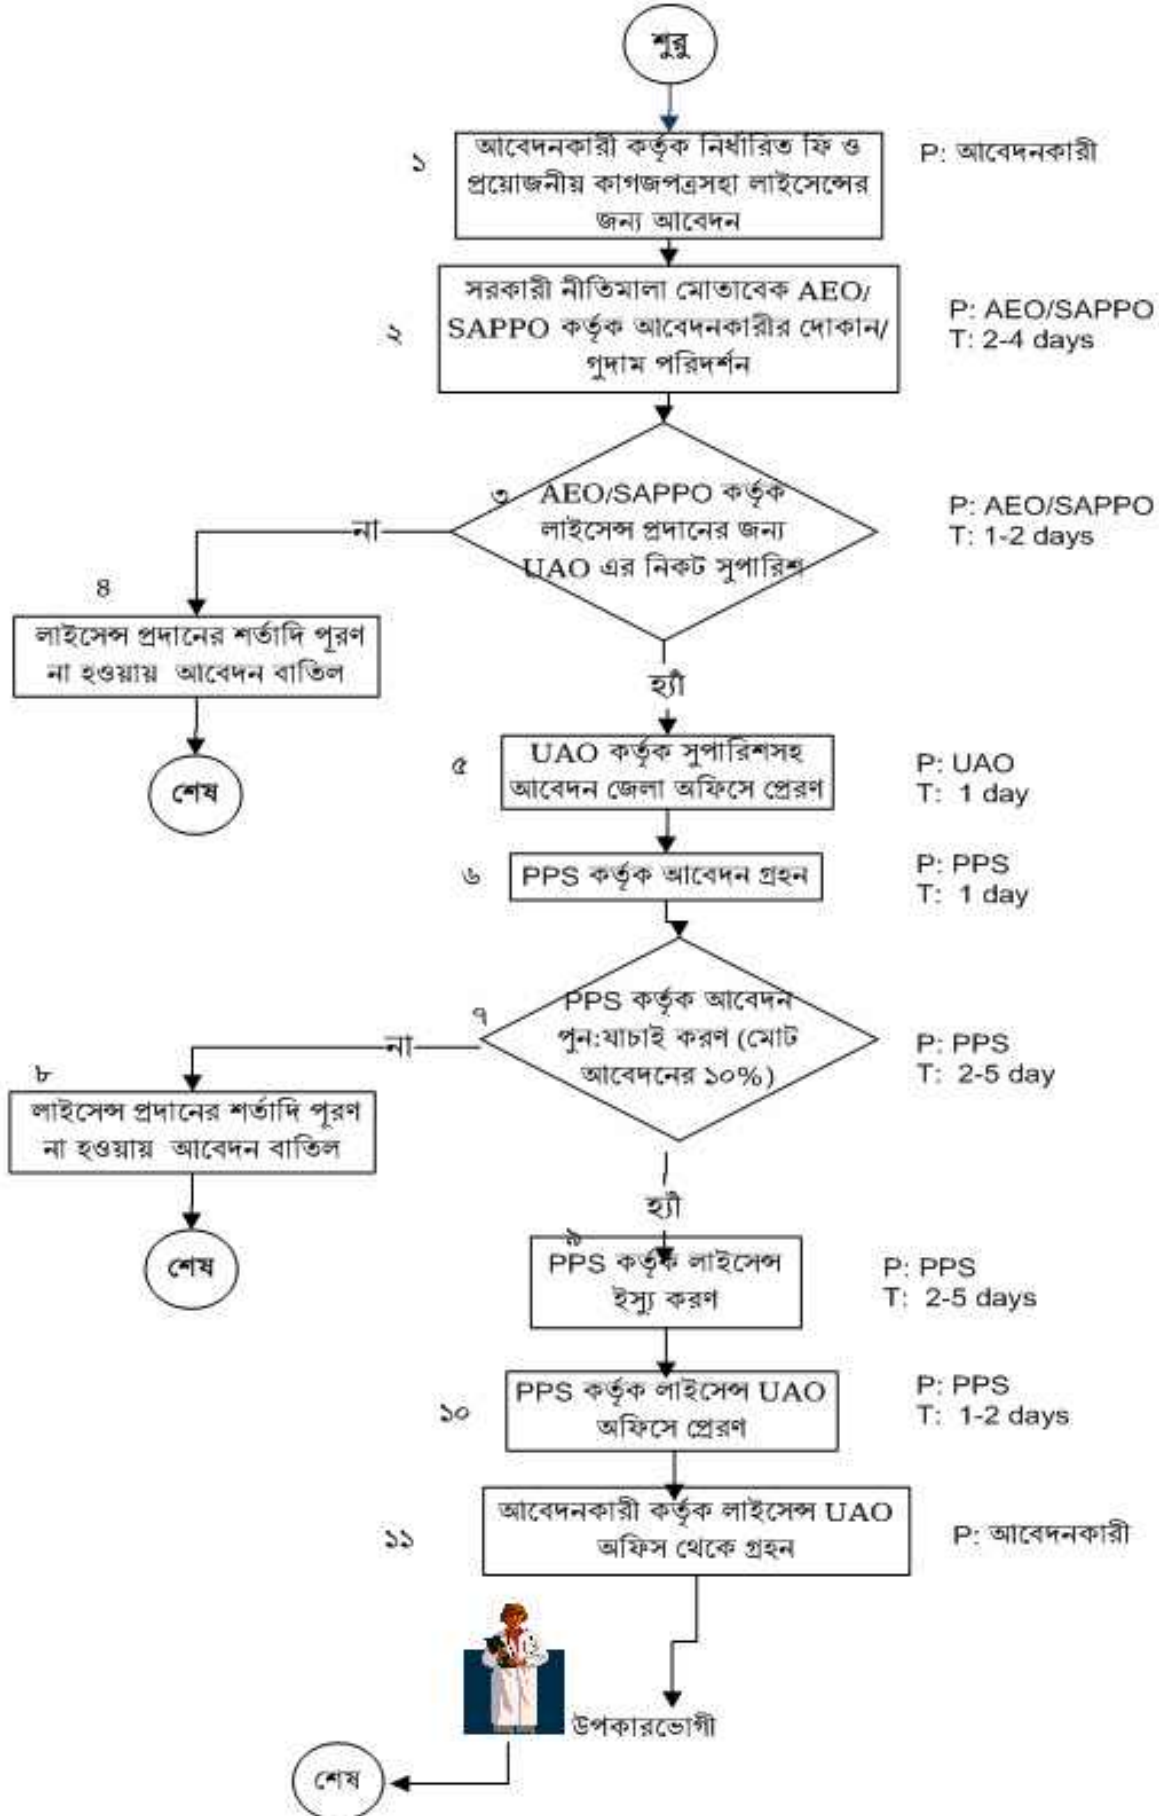 শুরু
১
আবেদনকারী কর্তৃক নির্ধারিত ফি ও
প্রয়োজনীয় কাগজপত্রসহা লাইসেন্সের
জন্য আবেদন
P: আবেদনকারী
২
সরকারী নীতিমালা মোতাবেক AEO/
SAPPO কর্তৃক আবেদনকারীর দোকান/
গুদাম পরিদর্শন
P: AEO/SAPPO
T: 2-4 days
৩
AEO/SAPPO কর্তৃক
লাইসেন্স প্রদানের জন্য
UAO এর নিকট সুপারিশ
P: AEO/SAPPO
T: 1-2 days
না
৪
লাইসেন্স প্রদানের শর্তাদি পূরণ
না হওয়ায় আবেদন বাতিল
শেষ
হ্যাঁ
৫
UAO কর্তৃক সুপারিশসহ
আবেদন জেলা অফিসে প্রেরণ
P: UAO
T: 1 day
৬
PPS কর্তৃক আবেদন গ্রহন
P: PPS
T: 1 day
৭
PPS কর্তৃক আবেদন
পুন:যাচাই করণ (মোট
আবেদনের ১০%)
P: PPS
T: 2-5 day
না
৮
লাইসেন্স প্রদানের শর্তাদি পূরণ
না হওয়ায় আবেদন বাতিল
শেষ
হ্যাঁ
৯
PPS কর্তৃক লাইসেন্স
ইস্যু করণ
P: PPS
T: 2-5 days
১০
PPS কর্তৃক লাইসেন্স UAO
অফিসে প্রেরণ
P: PPS
T: 1-2 days
১১
আবেদনকারী কর্তৃক লাইসেন্স UAO
অফিস থেকে গ্রহন
P: আবেদনকারী
উপকারভোগী
শেষ